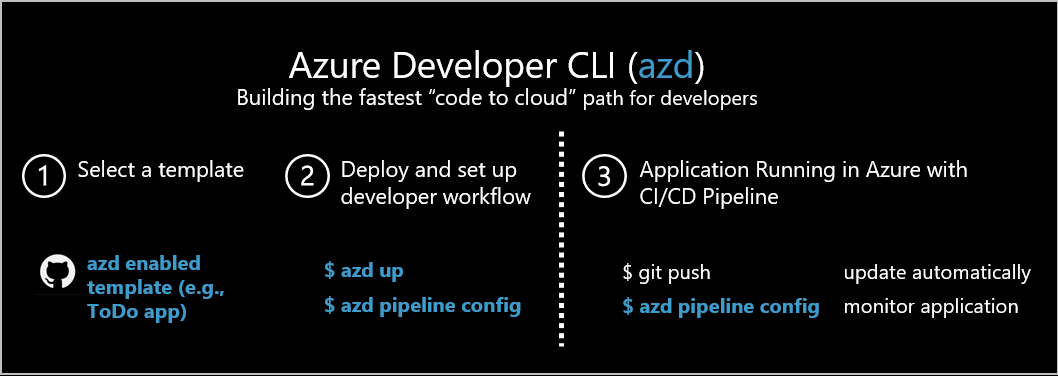 Azure Developer CLI (azd)
Building the fastest “code to cloud” path for developers
1 Select a template
azd enabled
template (e.g.,
ToDo app)
2 Deploy and set up
developer workflow
$ azd up
$ azd pipeline config
3 Application Running in Azure with
CI/CD Pipeline
$ git push update automatically
$ azd pipeline config monitor application